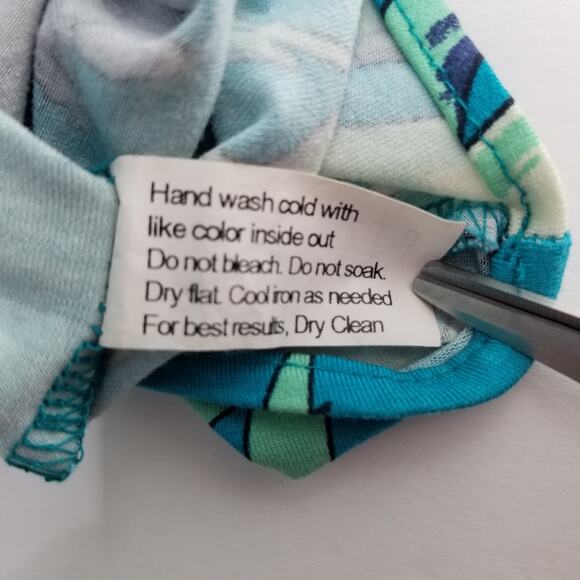 Hand wash cold with
like color inside out
Do not bleach. Do not soak.
Dry flat. Cool iron as needed
For best results, Dry Clean